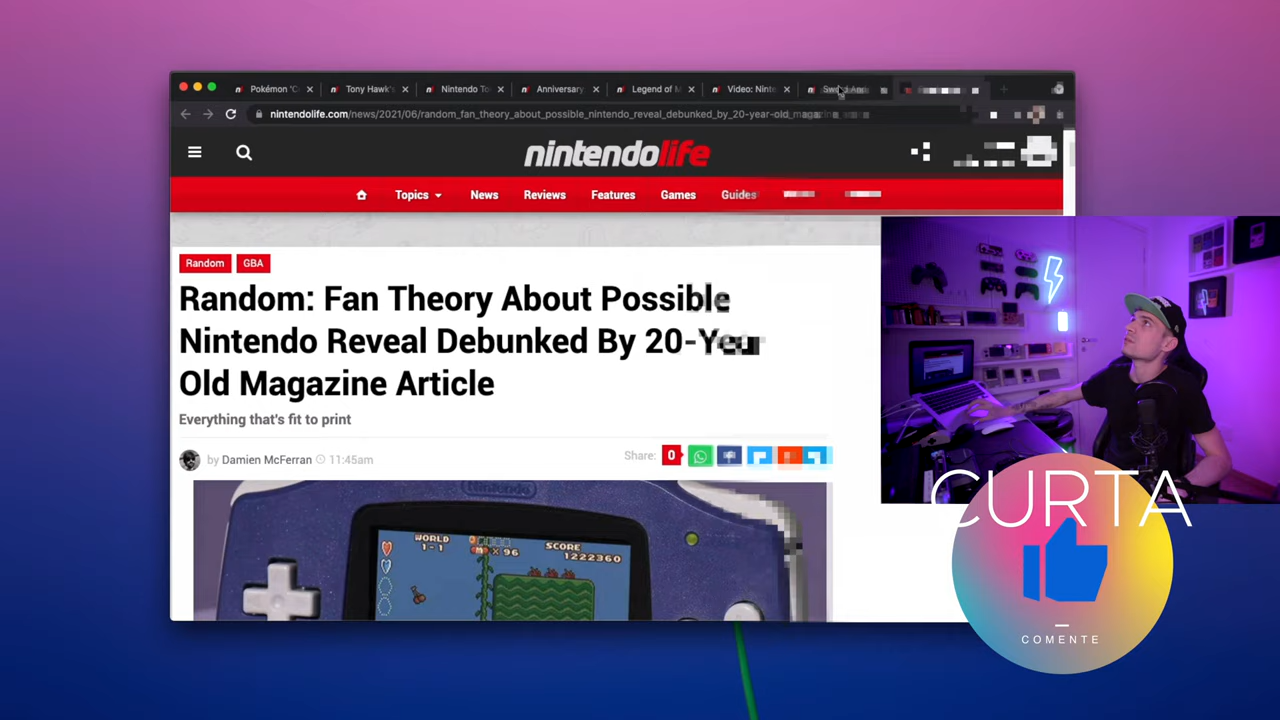 Pokémon 'C
Tony Hawk's
Nintendo To
Anniversary
Legend of M
Video: Ninte
nintendolife.com/news/2021/06/random_fan_theory_about_possible_nintendo_reveal_debunked_by_20-year-old_magazine
nintendolife
Topics
News
Reviews
Features
Games
Guides
Random
GBA
Random: Fan Theory About Possible
Nintendo Reveal Debunked By 20-Year
Old Magazine Article
Everything that's fit to print
by Damien McFerran
11:45am
Share:
0
Nintendo
WORLD
1-1
× 96
SCORE
1222360
CURTA
COMENTE